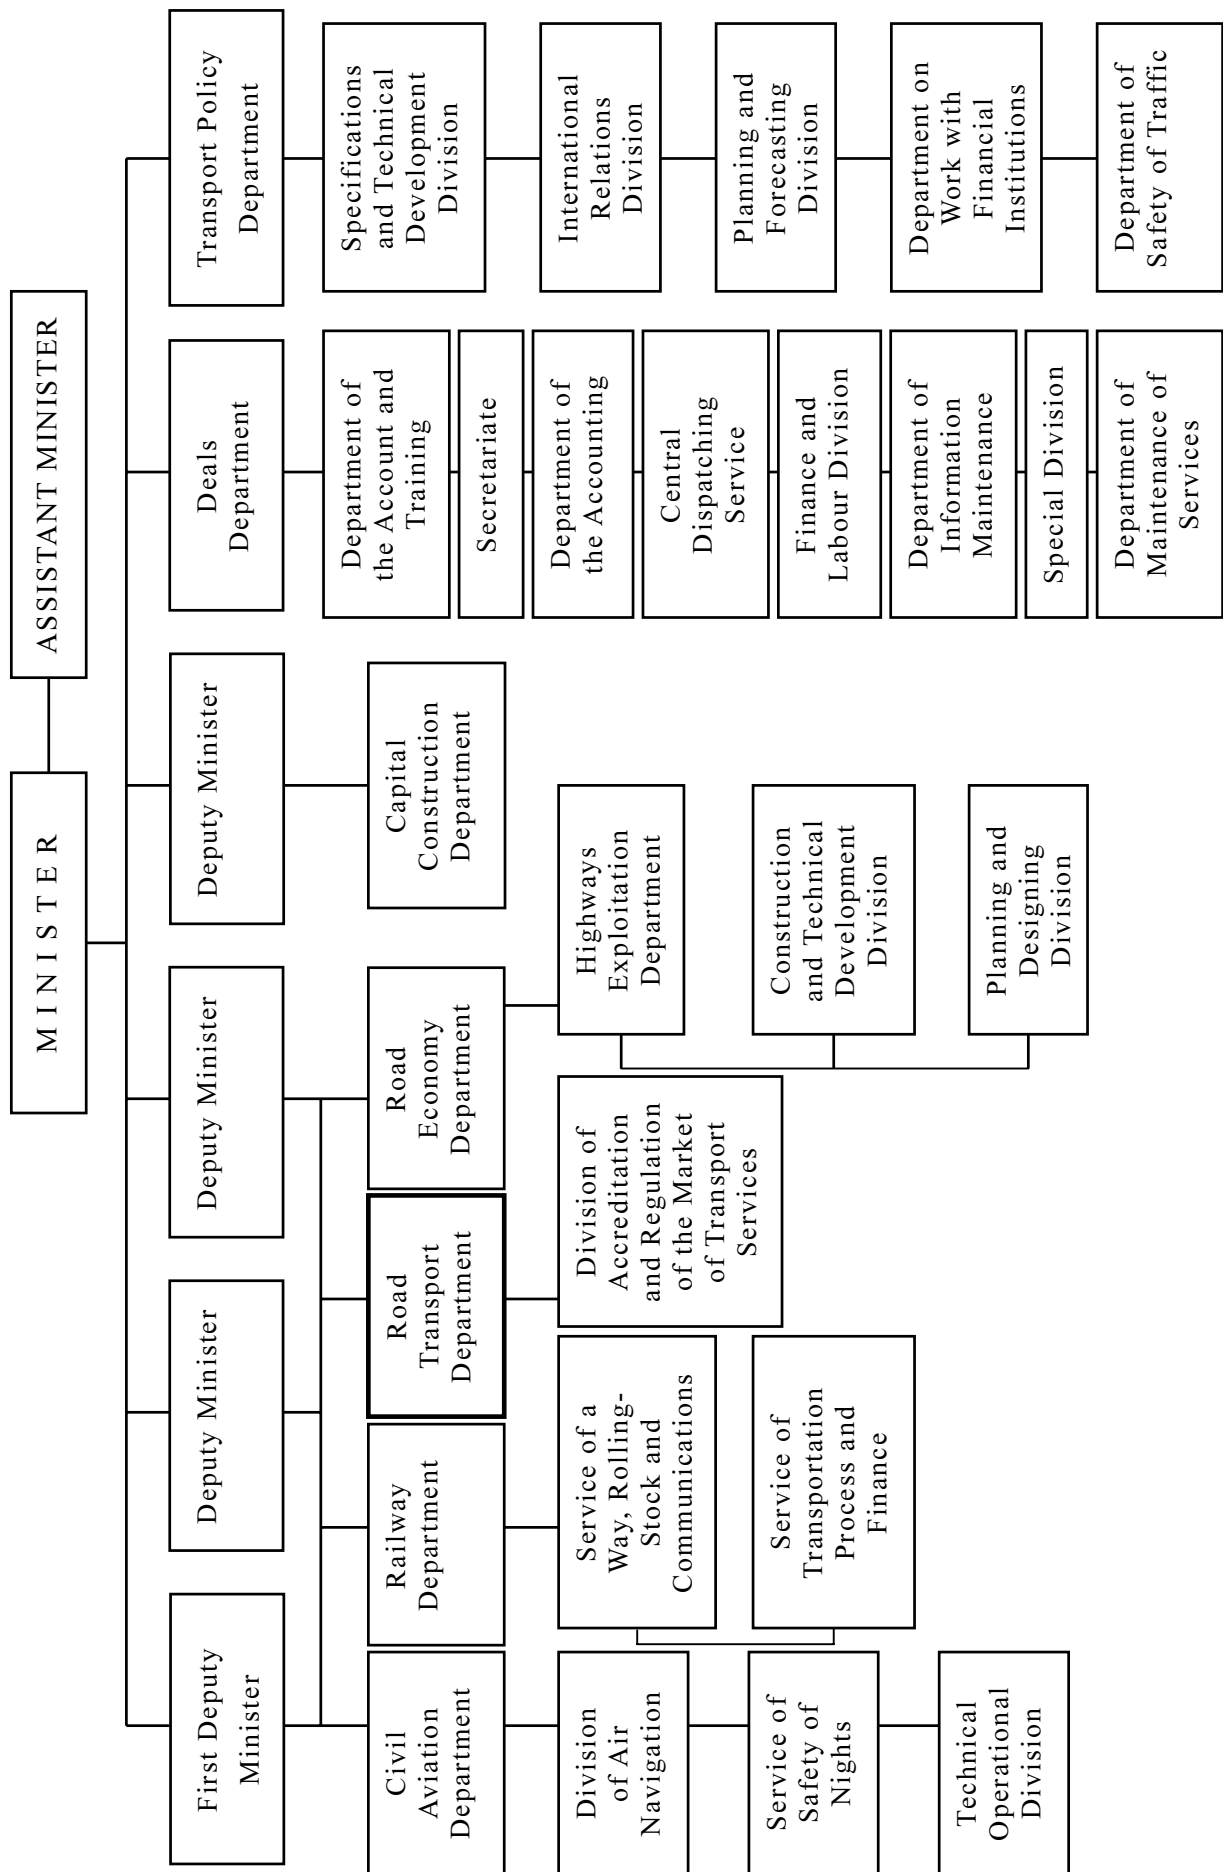 MINISTER
ASSISTANT MINISTER
First Deputy
Minister
Deputy Minister
Deputy Minister
Deputy Minister
Deals
Department
Transport Policy
Department
Civil
Aviation
Department
Railway
Department
Road
Transport
Department
Road
Economy
Department
Capital
Construction
Department
Division
of Air
Navigation
Service of
Safety of
Nights
Technical
Operational
Division
Service of a
Way, Rolling-
Stock and
Communications
Service of
Transportation
Process and
Finance
Division of
Accreditation
and Regulation
of the Market
of Transport
Services
Highways
Exploitation
Department
Construction
and Technical
Development
Division
Planning and
Designing
Division
Department of
the Account and
Training
Secretariate
Department of
the Accounting
Central
Dispatching
Service
Finance and
Labour Division
Department of
Information
Maintenance
Special Division
Department of
Maintenance of
Services
Specifications
and Technical
Development
Division
International
Relations
Division
Planning and
Forecasting
Division
Department on
Work with
Financial
Institutions
Department of
Safety of Traffic